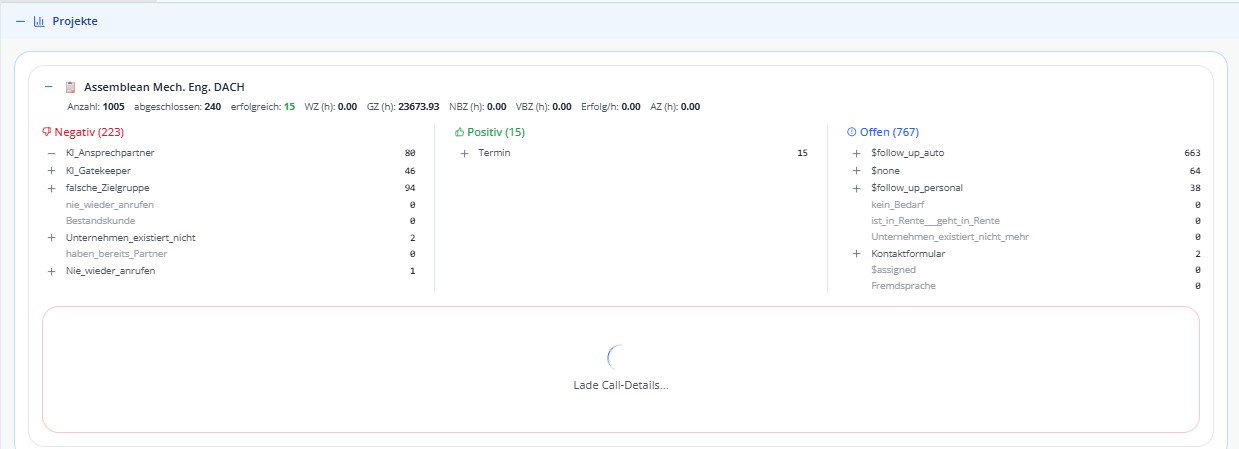 Projekte
Assemblean Mech. Eng. DACH
Anzahl: 1005 abgeschlossen: 240 erfolgreich: 15 WZ (h): 0.00 GZ (h): 23673.93 NBZ (h): 0.00 VBZ (h): 0.00 Erfolg/h: 0.00 AZ (h): 0.00
Negativ (223)
KI_Ansprechpartner 80
KI_Gatekeeper 46
falsche_Zielgruppe 94
nie_wieder_anrufen 0
Bestandskunde 0
Unternehmen_existiert_nicht 2
haben_bereits_Partner 0
Nie_wieder_anrufen 1
Positiv (15)
Termin 15
Offen (767)
$follow_up_auto 663
$none 64
$follow_up_personal 38
kein_Bedarf 0
ist_in_Rente___geht_in_Rente 0
Unternehmen_existiert_nicht_mehr 0
Kontaktformular 2
$assigned 0
Fremdsprache 0
Lade Call-Details...